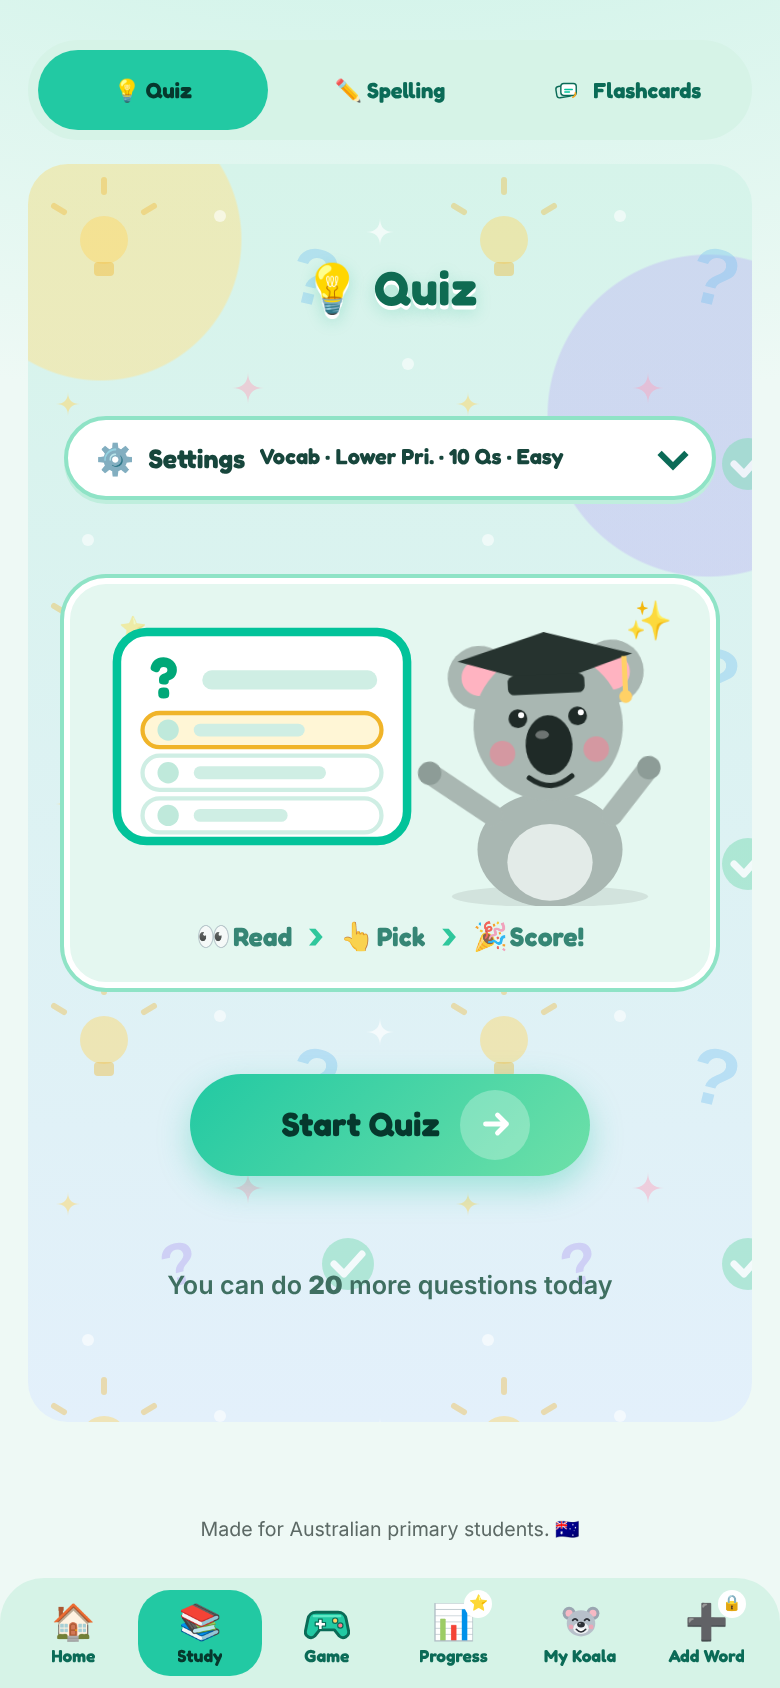 💡 Quiz
✏️ Spelling
Flashcards
💡 Quiz
⚙️ Settings Vocab · Lower Pri. · 10 Qs · Easy
?
👀 Read › 👆 Pick › 🎉 Score!
Start Quiz →
You can do 20 more questions today
Made for Australian primary students. 🇦🇺
Home
Study
Game
Progress
My Koala
Add Word